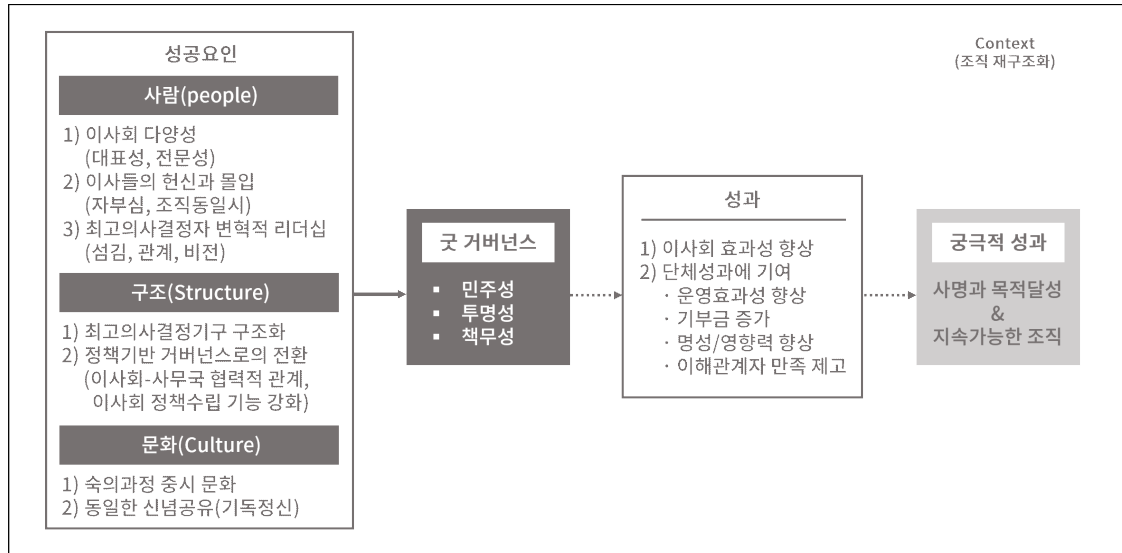 Context
(조직 재구조화)
성공요인
사람(people)
1) 이사회 다양성
(대표성, 전문성)
2) 이사들의 헌신과 몰입
(자부심, 조직동일시)
3) 최고의사결정자 변혁적 리더십
(섬김, 관계, 비전)
구조(Structure)
1) 최고의사결정기구 구조화
2) 정책기반 거버넌스로의 전환
(이사회-사무국 협력적 관계,
이사회 정책수립 기능 강화)
문화(Culture)
1) 숙의과정 중시 문화
2) 동일한 신념공유(기독정신)
굿 거버넌스
▪ 민주성
▪ 투명성
▪ 책무성
성과
1) 이사회 효과성 향상
2) 단체성과에 기여
· 운영효과성 향상
· 기부금 증가
· 명성/영향력 향상
· 이해관계자 만족 제고
궁극적 성과
사명과 목적달성
&
지속가능한 조직